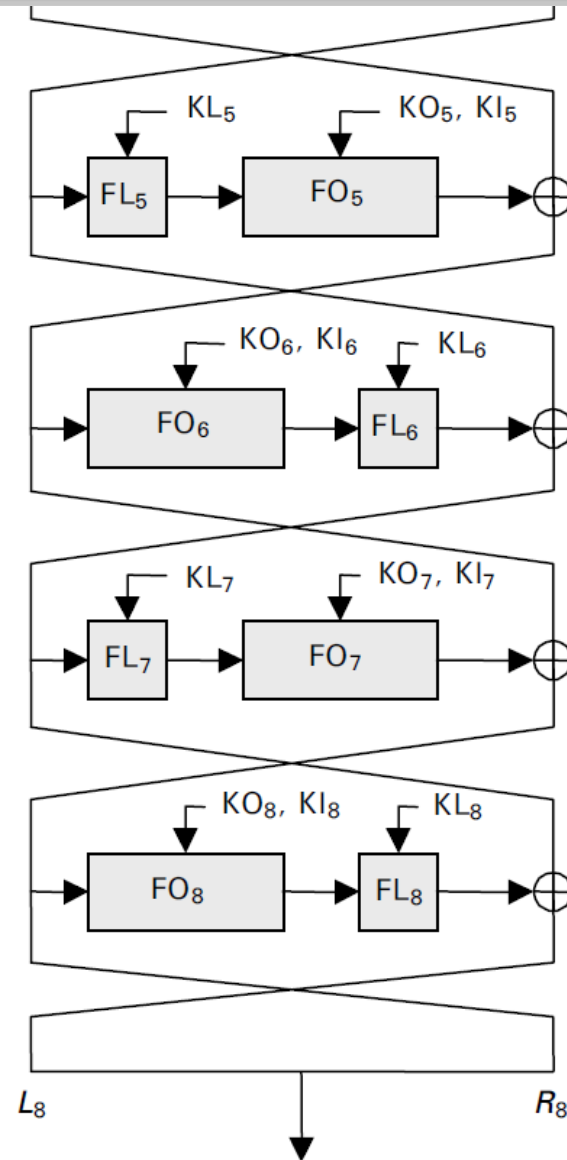 KL₅ KO₅, KI₅
FL₅ FO₅
KO₆, KI₆ KL₆
FO₆ FL₆
KL₇ KO₇, KI₇
FL₇ FO₇
KO₈, KI₈ KL₈
FO₈ FL₈
L₈ R₈